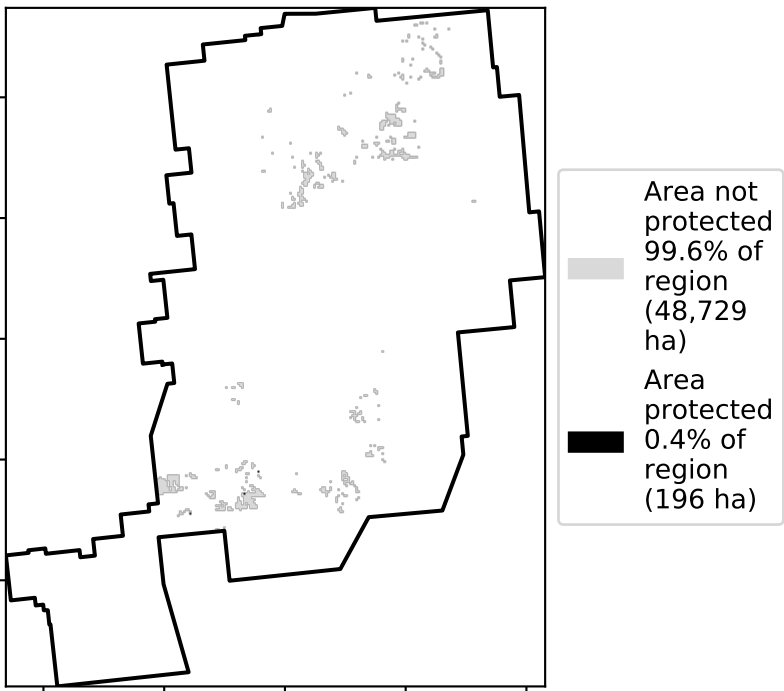 Area not
protected
99.6% of
region
(48,729
ha)
Area
protected
0.4% of
region
(196 ha)